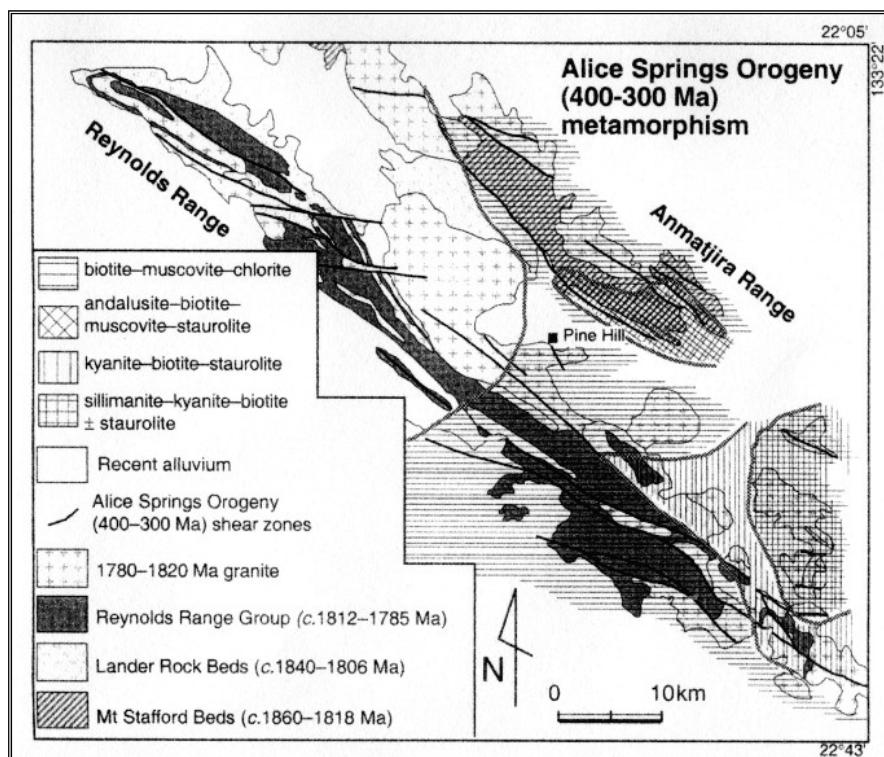 22°05'
133°22'
Alice Springs Orogeny
(400-300 Ma)
metamorphism
Reynolds Range
Anmatjira Range
Pine Hill
biotite–muscovite–chlorite
andalusite–biotite–
muscovite–staurolite
kyanite–biotite–staurolite
sillimanite–kyanite–biotite
± staurolite
Recent alluvium
Alice Springs Orogeny
(400–300 Ma) shear zones
1780–1820 Ma granite
Reynolds Range Group (c.1812–1785 Ma)
Lander Rock Beds (c.1840–1806 Ma)
Mt Stafford Beds (c.1860–1818 Ma)
N
0 10km
22°43'